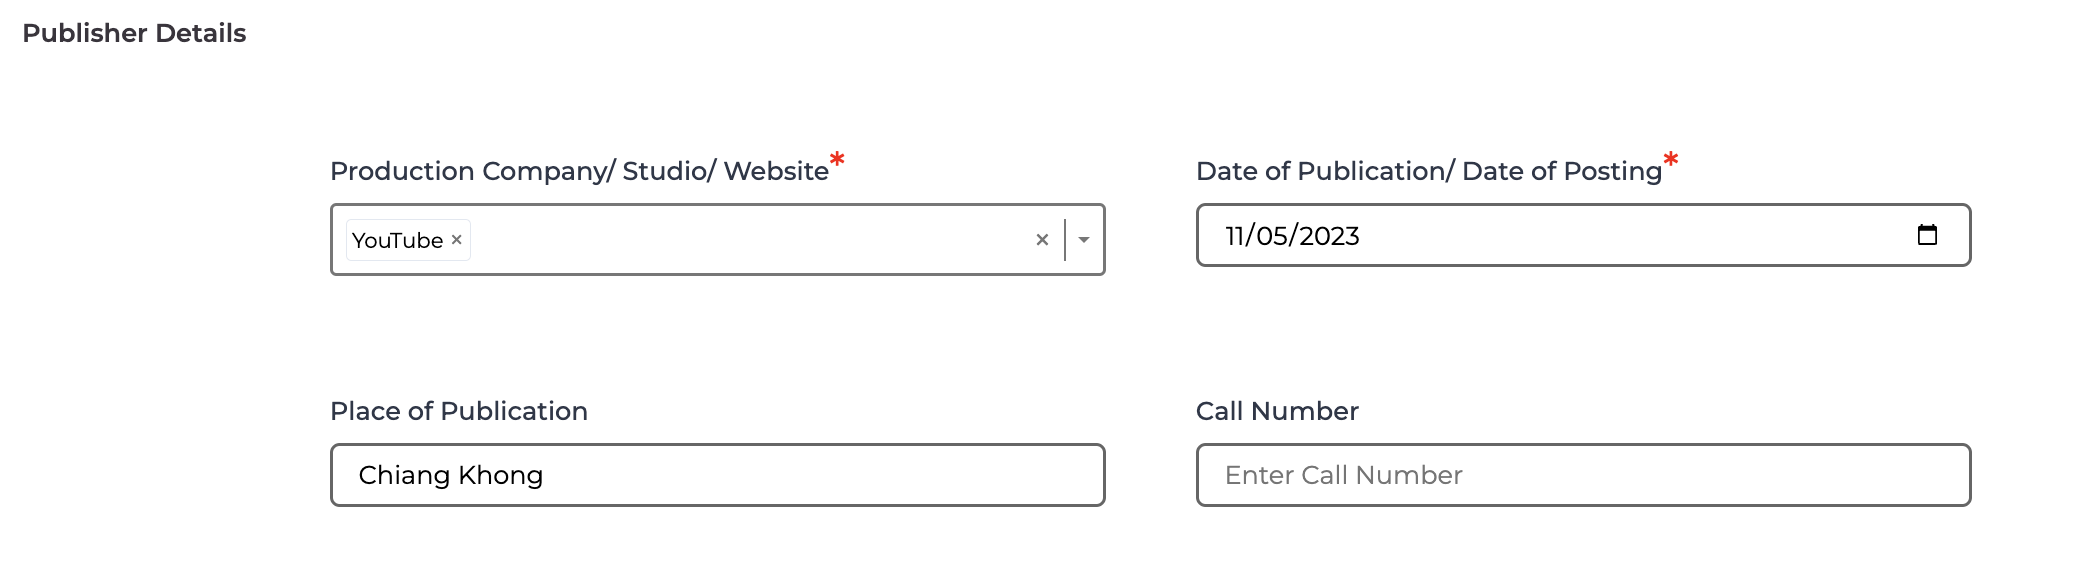 Publisher Details
Production Company/ Studio/ Website*
Date of Publication/ Date of Posting*
YouTube ×
×
11/05/2023
Place of Publication
Call Number
Chiang Khong
Enter Call Number